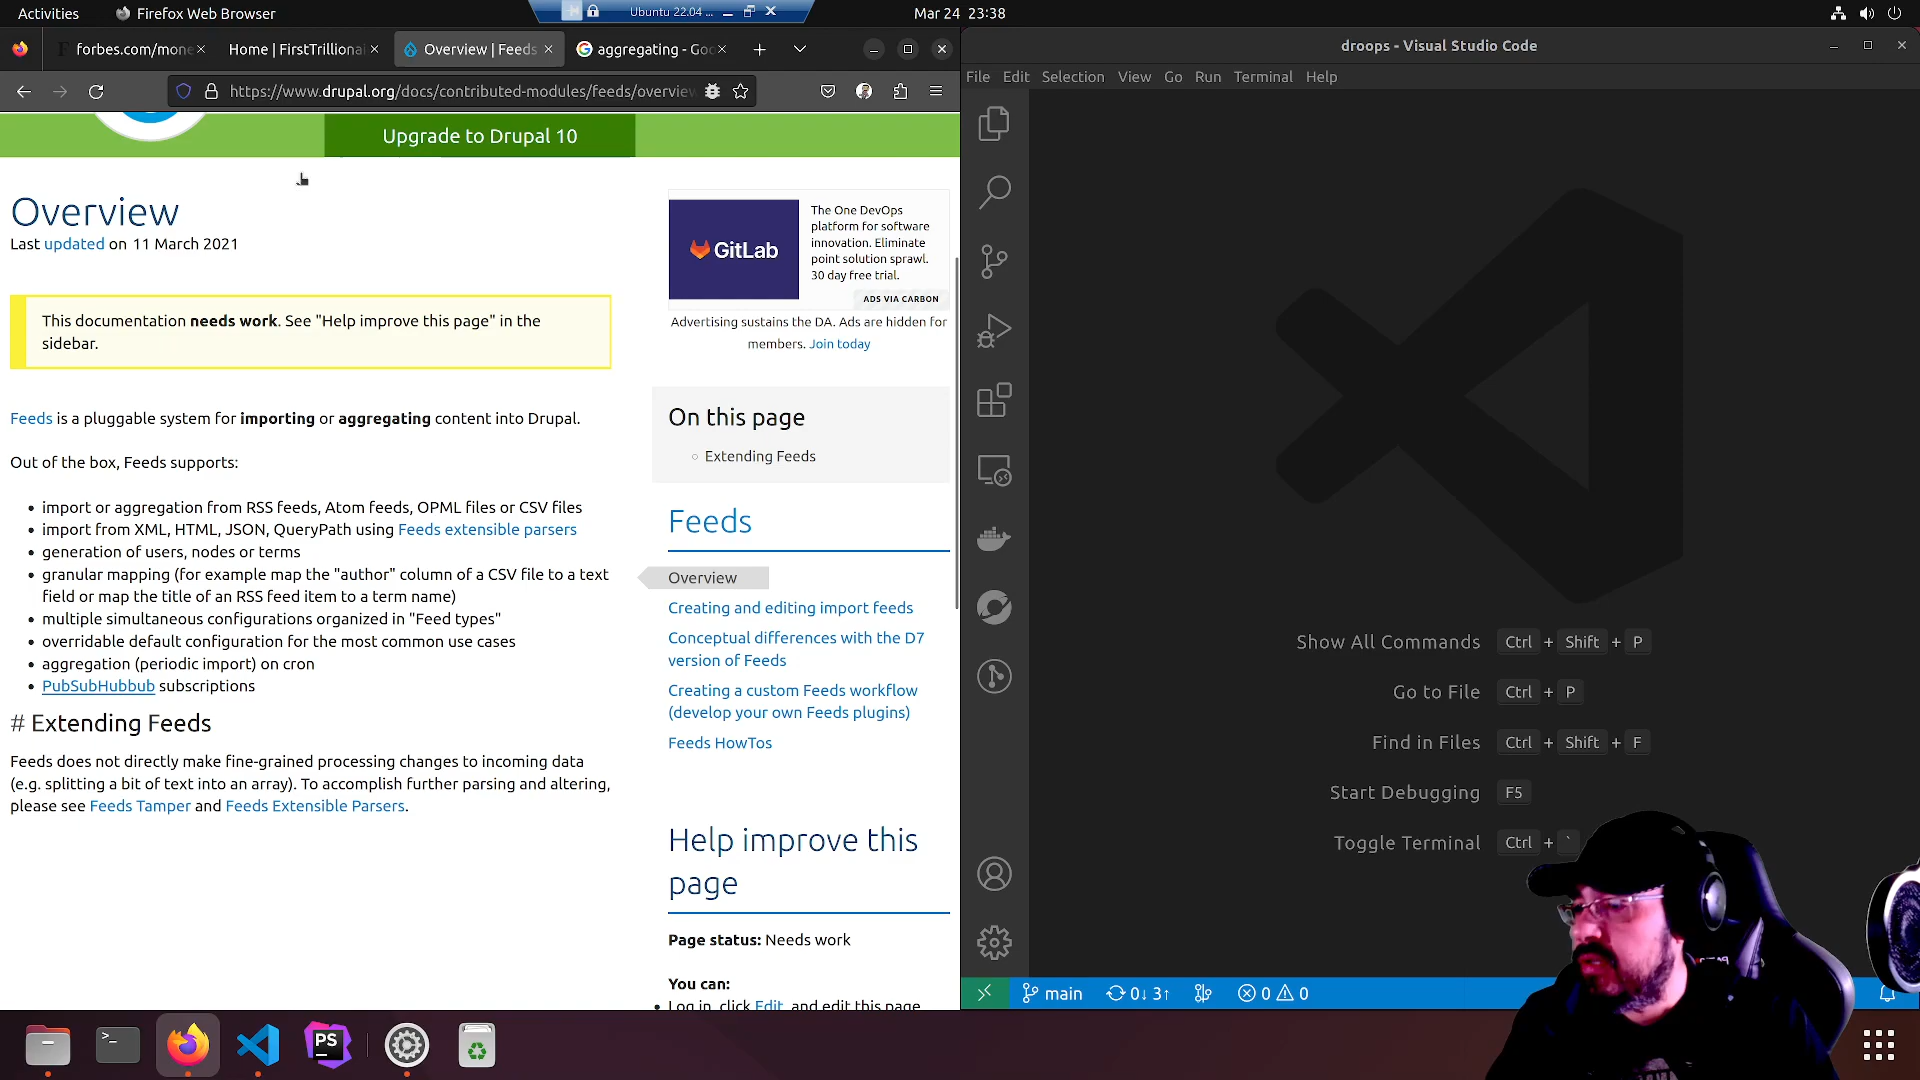 Activities
Firefox Web Browser
Ubuntu 22.04 ...
Mar 24 23:38
forbes.com/mone
Home | FirstTrilliona
Overview | Feeds
aggregating - Goo
https://www.drupal.org/docs/contributed-modules/feeds/overview
Upgrade to Drupal 10
Overview
Last updated on 11 March 2021
This documentation needs work. See "Help improve this page" in the
sidebar.
Feeds is a pluggable system for importing or aggregating content into Drupal.
Out of the box, Feeds supports:
import or aggregation from RSS feeds, Atom feeds, OPML files or CSV files
import from XML, HTML, JSON, QueryPath using Feeds extensible parsers
generation of users, nodes or terms
granular mapping (for example map the "author" column of a CSV file to a text
field or map the title of an RSS feed item to a term name)
multiple simultaneous configurations organized in "Feed types"
overridable default configuration for the most common use cases
aggregation (periodic import) on cron
PubSubHubbub subscriptions
# Extending Feeds
Feeds does not directly make fine-grained processing changes to incoming data
(e.g. splitting a bit of text into an array). To accomplish further parsing and altering,
please see Feeds Tamper and Feeds Extensible Parsers.
GitLab
The One DevOps
platform for software
innovation. Eliminate
point solution sprawl.
30 day free trial.
ADS VIA CARBON
Advertising sustains the DA. Ads are hidden for
members. Join today
On this page
Extending Feeds
Feeds
Overview
Creating and editing import feeds
Conceptual differences with the D7
version of Feeds
Creating a custom Feeds workflow
(develop your own Feeds plugins)
Feeds HowTos
Help improve this
page
Page status: Needs work
You can:
Log in, click Edit, and edit this page
droops - Visual Studio Code
File Edit Selection View Go Run Terminal Help
Show All Commands Ctrl + Shift + P
Go to File Ctrl + P
Find in Files Ctrl + Shift + F
Start Debugging F5
Toggle Terminal Ctrl + `
main 0↓ 3↑ 0 0
PS